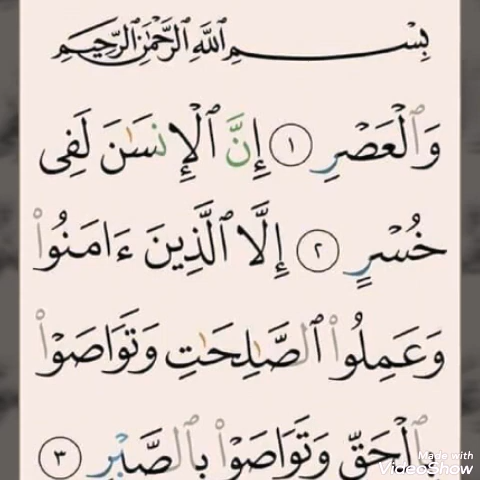 بِسْمِ اللَّهِ الرَّحْمَٰنِ الرَّحِيمِ
وَٱلْعَصْرِ ١ إِنَّ ٱلْإِنسَٰنَ لَفِى
خُسْرٍ ٢ إِلَّا ٱلَّذِينَ ءَامَنُوا۟
وَعَمِلُوا۟ ٱلصَّٰلِحَٰتِ وَتَوَاصَوْا۟
بِٱلْحَقِّ وَتَوَاصَوْا۟ بِٱلصَّبْرِ ٣
Made with
VideoShow